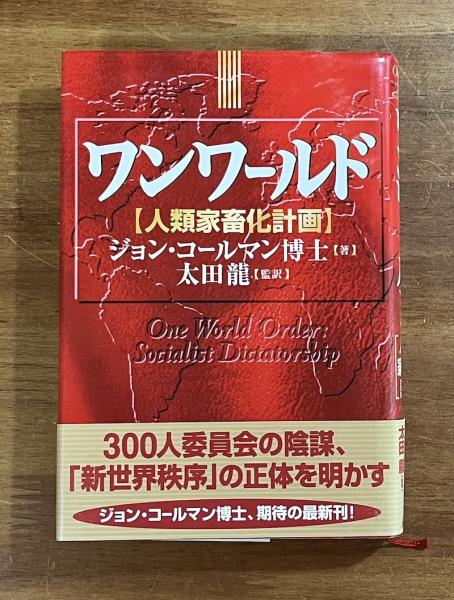 ワンワールド
【人類家畜化計画】
ジョン・コールマン博士【著】
太田龍【監訳】
One World Order:
Socialist Dictatorship
300人委員会の陰謀、
「新世界秩序」の正体を明かす
ジョン・コールマン博士、期待の最新刊!